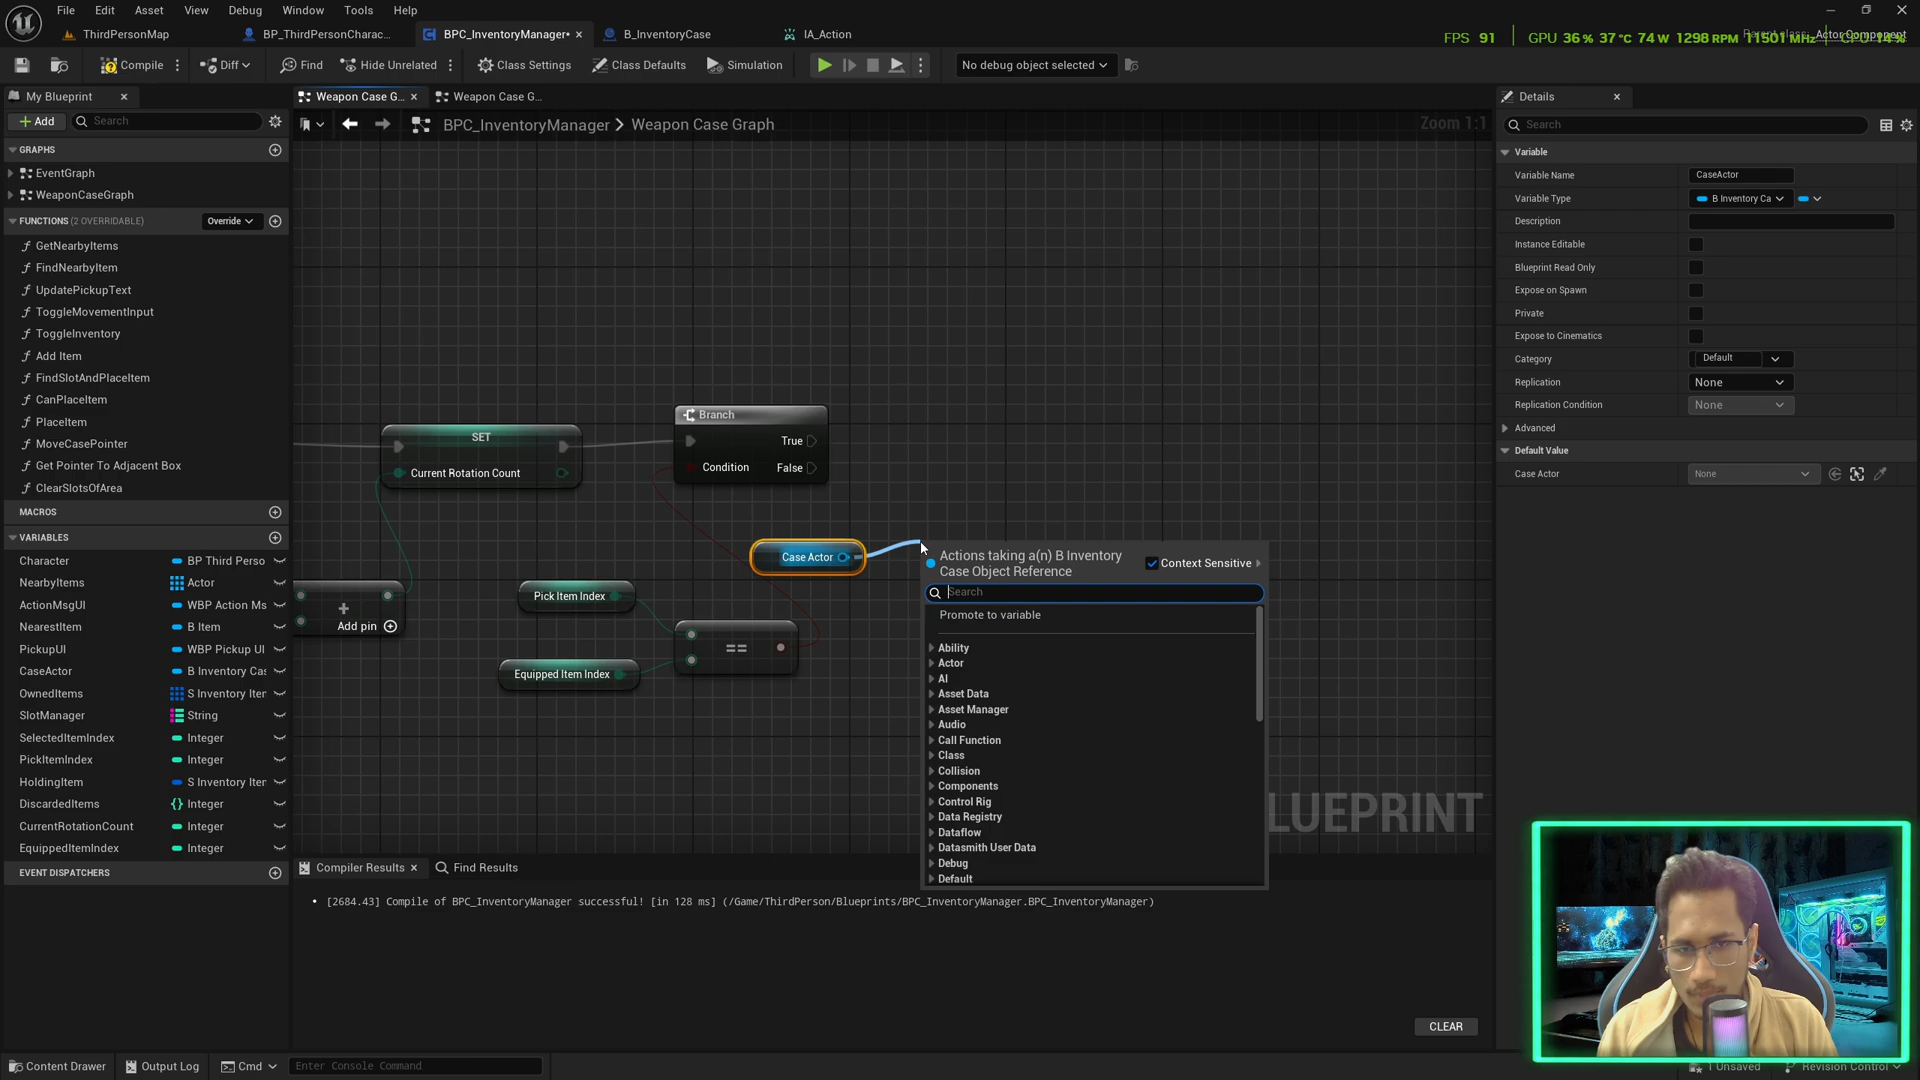 File Edit Asset View Debug Window Tools Help
ThirdPersonMap
BP_ThirdPersonCharac...
BPC_InventoryManager•
B_InventoryCase
IA_Action
FPS 91 GPU 36 % 37°C 74 W 1298 RPM 11501 MHz
Actor Component
Compile
Diff
Find
Hide Unrelated
Class Settings
Class Defaults
Simulation
No debug object selected
My Blueprint
Weapon Case G...
Weapon Case G...
Details
Add
Search
BPC_InventoryManager > Weapon Case Graph
Zoom 1:1
Search
GRAPHS
EventGraph
WeaponCaseGraph
FUNCTIONS (2 OVERRIDABLE)
Override
GetNearbyItems
FindNearbyItem
UpdatePickupText
ToggleMovementInput
ToggleInventory
Add Item
FindSlotAndPlaceItem
CanPlaceItem
PlaceItem
MoveCasePointer
Get Pointer To Adjacent Box
ClearSlotsOfArea
MACROS
VARIABLES
Character BP Third Perso
NearbyItems Actor
ActionMsgUI WBP Action Ms
NearestItem B Item
PickupUI WBP Pickup UI
CaseActor B Inventory Cas
OwnedItems S Inventory Iter
SlotManager String
SelectedItemIndex Integer
PickItemIndex Integer
HoldingItem S Inventory Iter
DiscardedItems Integer
CurrentRotationCount Integer
EquippedItemIndex Integer
EVENT DISPATCHERS
SET
Current Rotation Count
Branch
True
Condition False
Add pin
Pick Item Index
Equipped Item Index
==
Case Actor
Actions taking a(n) B Inventory
Case Object Reference
Context Sensitive
Search
Promote to variable
Ability
Actor
AI
Asset Data
Asset Manager
Audio
Call Function
Class
Collision
Components
Control Rig
Data Registry
Dataflow
Datasmith User Data
Debug
Default
LUEPRINT
Variable
Variable Name CaseActor
Variable Type B Inventory Ca
Description
Instance Editable
Blueprint Read Only
Expose on Spawn
Private
Expose to Cinematics
Category Default
Replication None
Replication Condition None
Advanced
Default Value
Case Actor None
Compiler Results
Find Results
• [2684.43] Compile of BPC_InventoryManager successful! [in 128 ms] (/Game/ThirdPerson/Blueprints/BPC_InventoryManager.BPC_InventoryManager)
CLEAR
Content Drawer
Output Log
Cmd
Enter Console Command
1 Unsaved
Revision Control